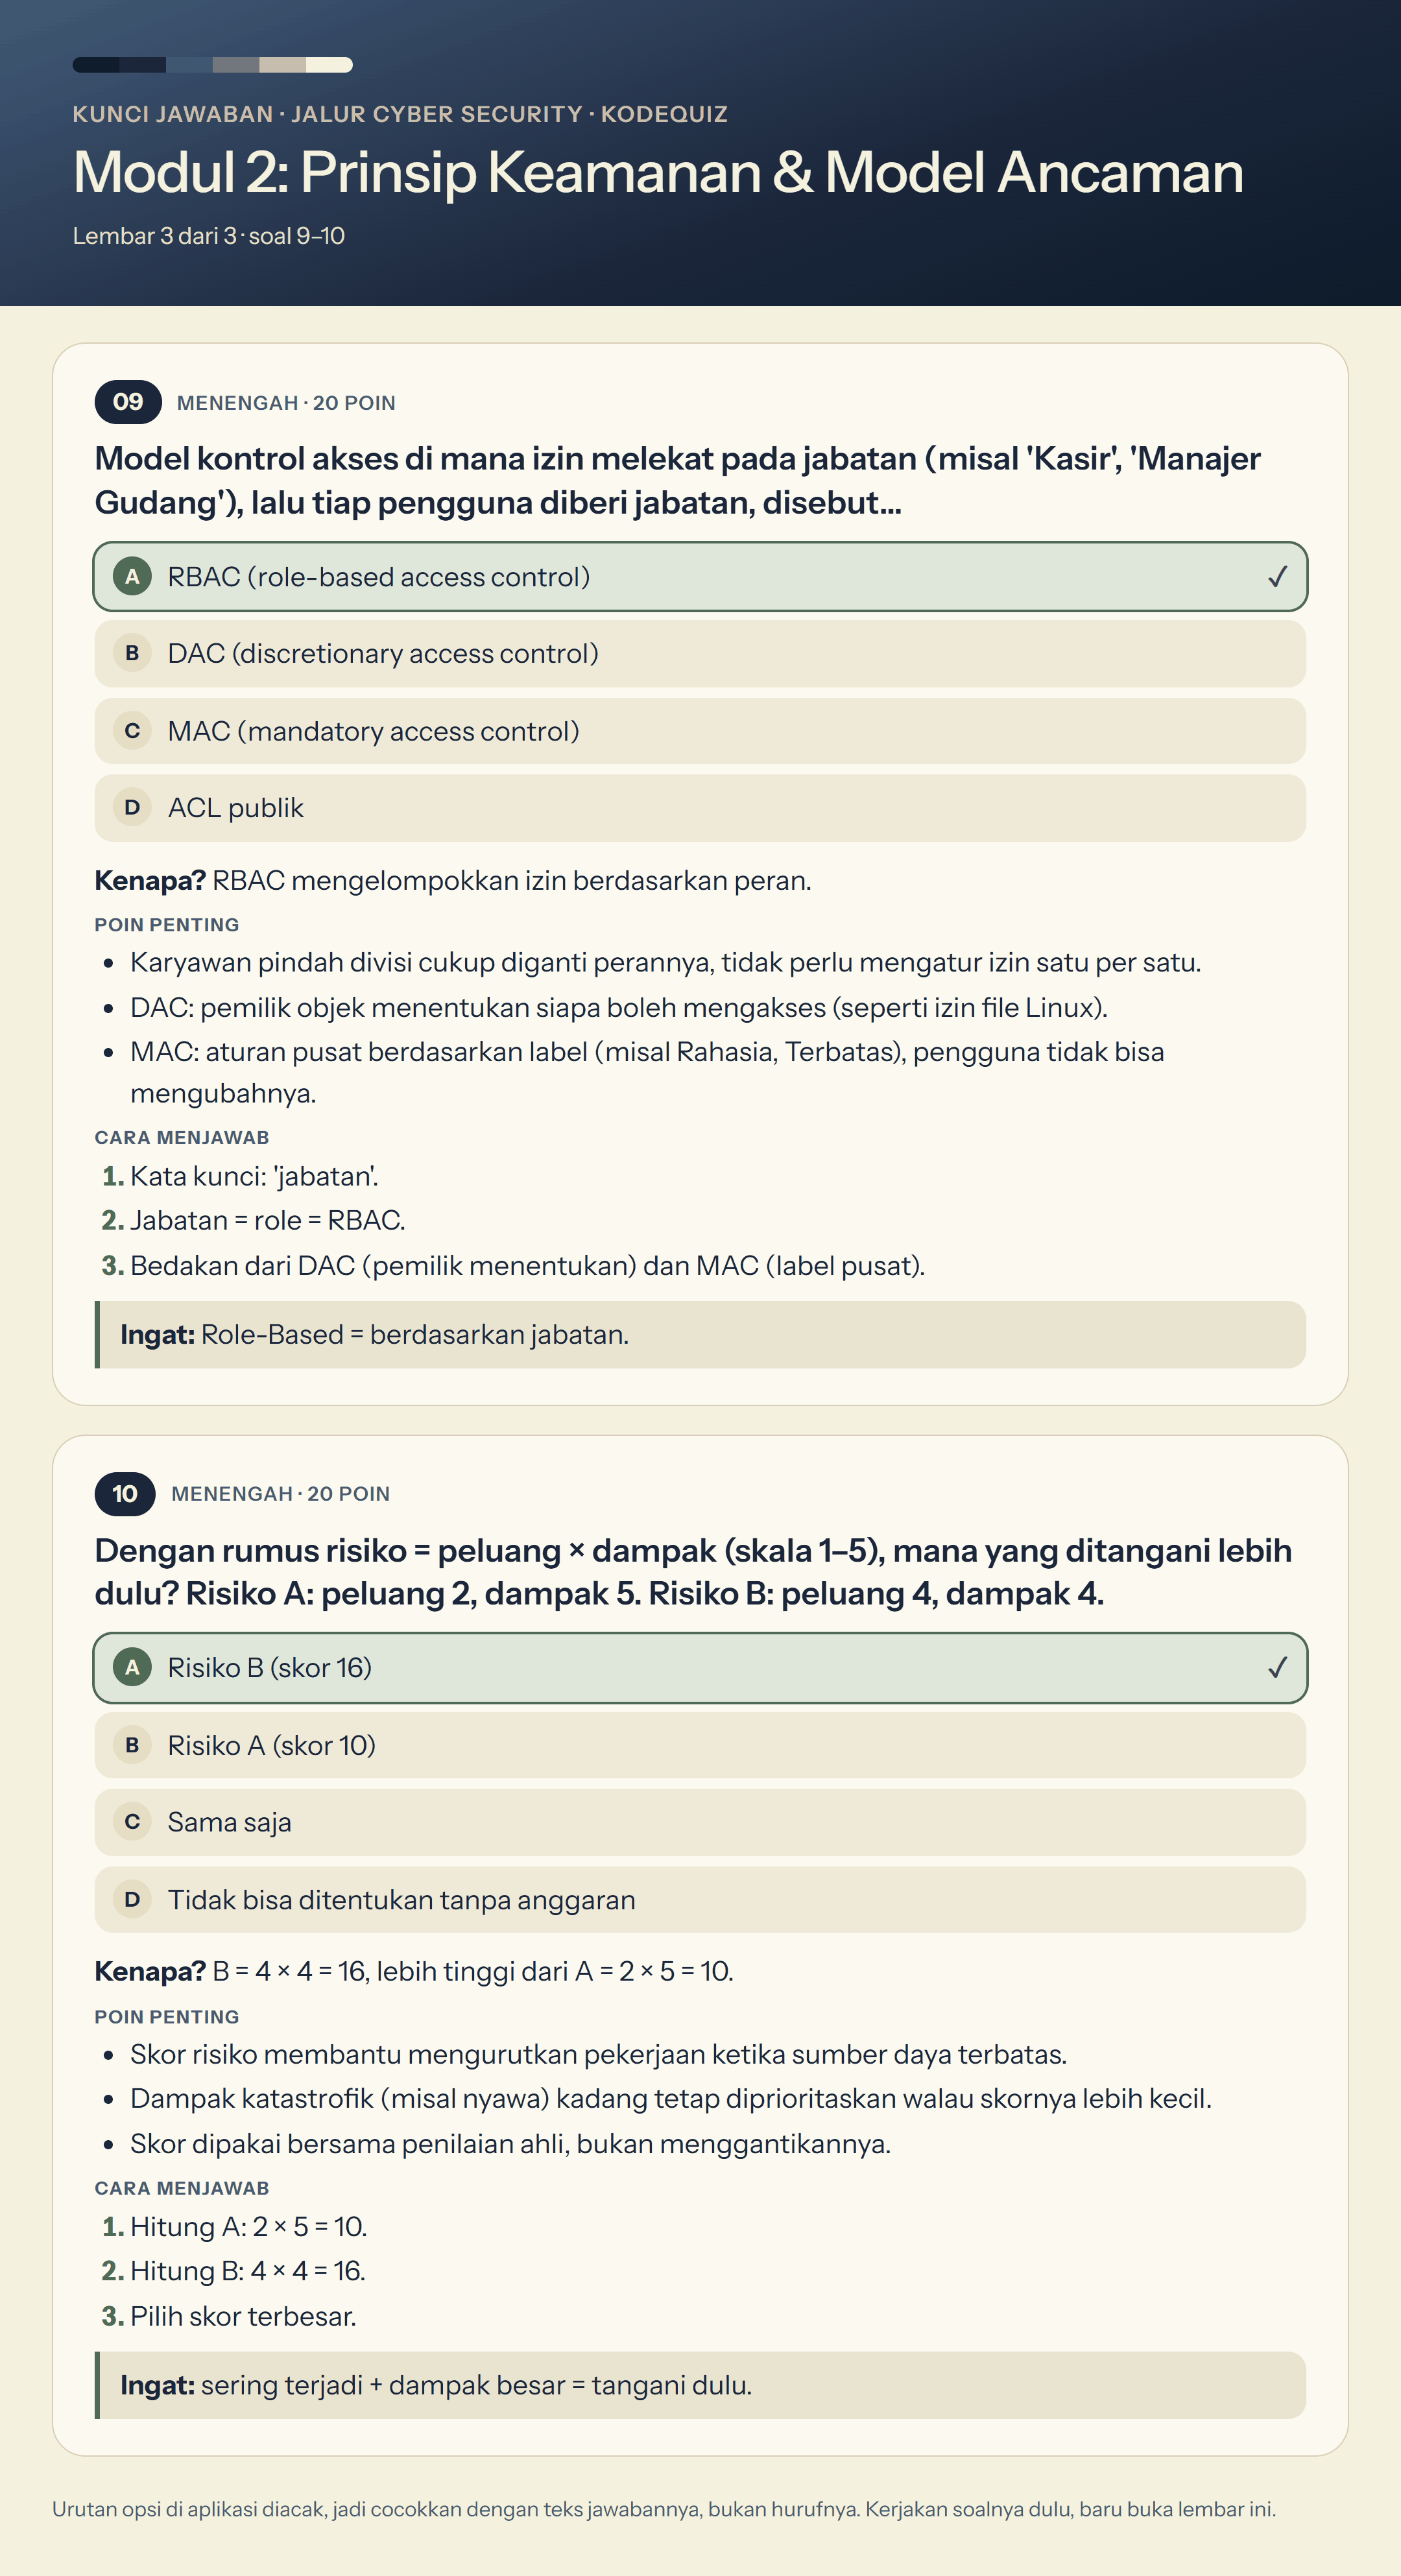 KUNCI JAWABAN · JALUR CYBER SECURITY · KODEQUIZ
Modul 2: Prinsip Keamanan & Model Ancaman
Lembar 3 dari 3 · soal 9–10
09 MENENGAH · 20 POIN
Model kontrol akses di mana izin melekat pada jabatan (misal 'Kasir', 'Manajer
Gudang'), lalu tiap pengguna diberi jabatan, disebut...
A RBAC (role-based access control) ✓
B DAC (discretionary access control)
C MAC (mandatory access control)
D ACL publik
Kenapa? RBAC mengelompokkan izin berdasarkan peran.
POIN PENTING
• Karyawan pindah divisi cukup diganti perannya, tidak perlu mengatur izin satu per satu.
• DAC: pemilik objek menentukan siapa boleh mengakses (seperti izin file Linux).
• MAC: aturan pusat berdasarkan label (misal Rahasia, Terbatas), pengguna tidak bisa
mengubahnya.
CARA MENJAWAB
1. Kata kunci: 'jabatan'.
2. Jabatan = role = RBAC.
3. Bedakan dari DAC (pemilik menentukan) dan MAC (label pusat).
Ingat: Role-Based = berdasarkan jabatan.
10 MENENGAH · 20 POIN
Dengan rumus risiko = peluang × dampak (skala 1–5), mana yang ditangani lebih
dulu? Risiko A: peluang 2, dampak 5. Risiko B: peluang 4, dampak 4.
A Risiko B (skor 16) ✓
B Risiko A (skor 10)
C Sama saja
D Tidak bisa ditentukan tanpa anggaran
Kenapa? B = 4 × 4 = 16, lebih tinggi dari A = 2 × 5 = 10.
POIN PENTING
• Skor risiko membantu mengurutkan pekerjaan ketika sumber daya terbatas.
• Dampak katastrofik (misal nyawa) kadang tetap diprioritaskan walau skornya lebih kecil.
• Skor dipakai bersama penilaian ahli, bukan menggantikannya.
CARA MENJAWAB
1. Hitung A: 2 × 5 = 10.
2. Hitung B: 4 × 4 = 16.
3. Pilih skor terbesar.
Ingat: sering terjadi + dampak besar = tangani dulu.
Urutan opsi di aplikasi diacak, jadi cocokkan dengan teks jawabannya, bukan hurufnya. Kerjakan soalnya dulu, baru buka lembar ini.